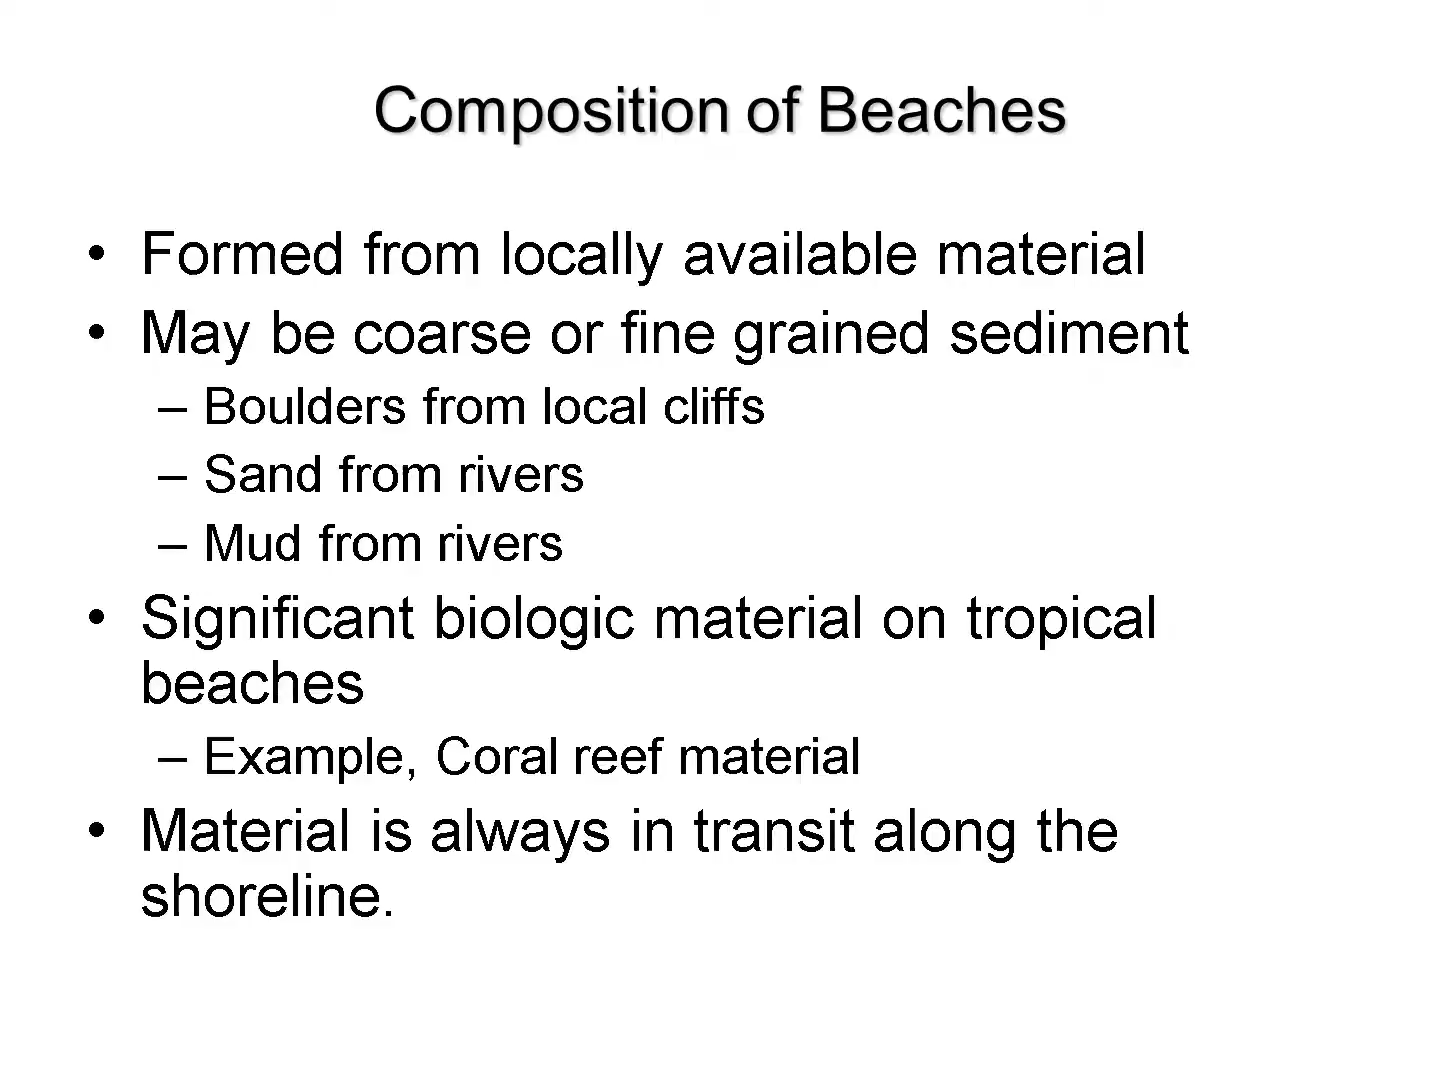 Composition of Beaches
• Formed from locally available material
• May be coarse or fine grained sediment
– Boulders from local cliffs
– Sand from rivers
– Mud from rivers
• Significant biologic material on tropical
beaches
– Example, Coral reef material
• Material is always in transit along the
shoreline.